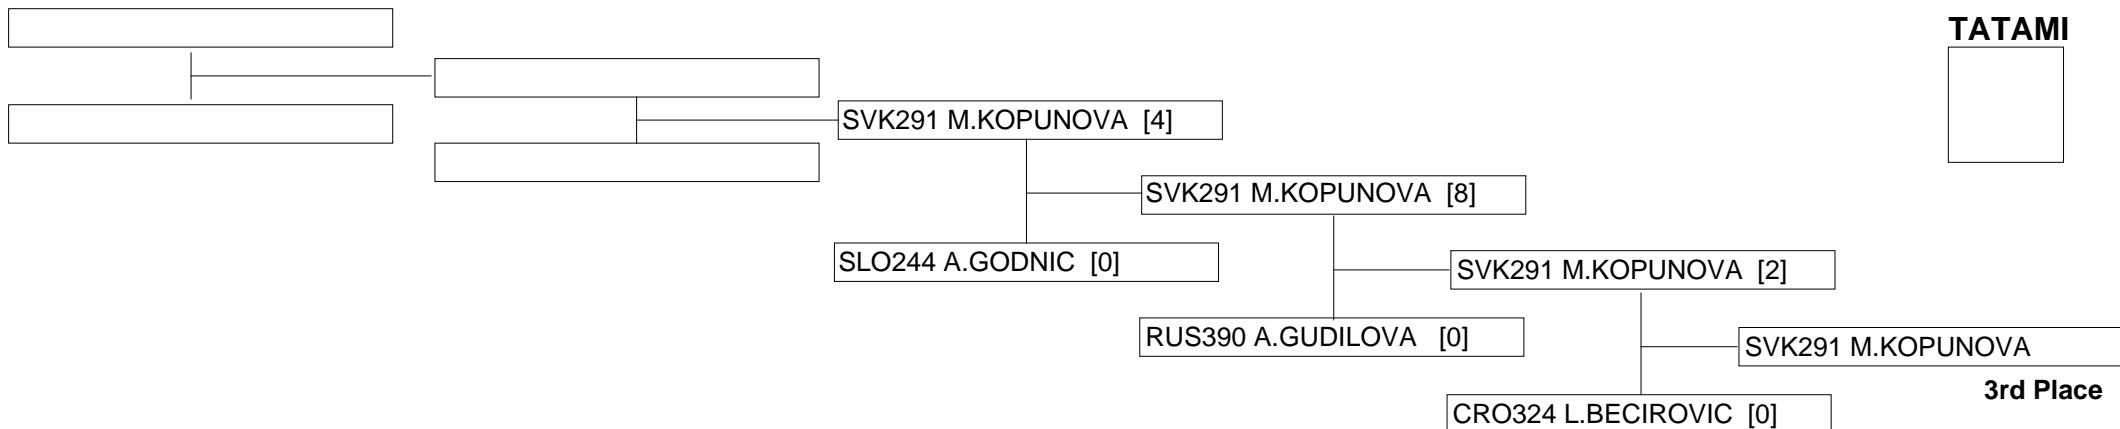 TATAMI
SVK291 M.KOPUNOVA [4]
SVK291 M.KOPUNOVA [8]
SLO244 A.GODNIC [0]
SVK291 M.KOPUNOVA [2]
RUS390 A.GUDILOVA [0]
SVK291 M.KOPUNOVA
3rd Place
CRO324 L.BECIROVIC [0]